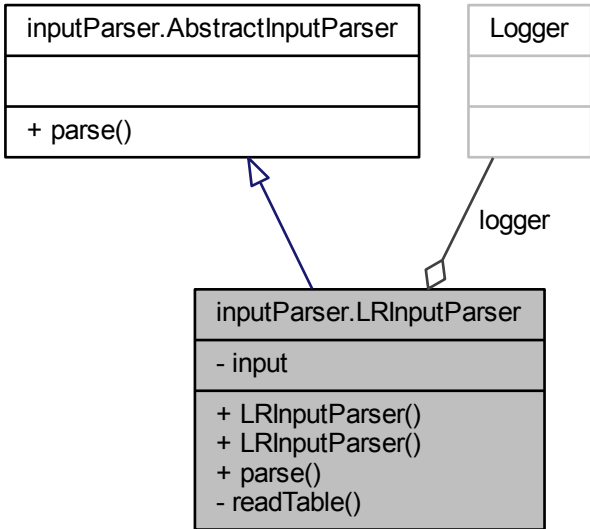 inputParser.AbstractInputParser
+ parse()
Logger
logger
inputParser.LRInputParser
- input
+ LRInputParser()
+ LRInputParser()
+ parse()
- readTable()